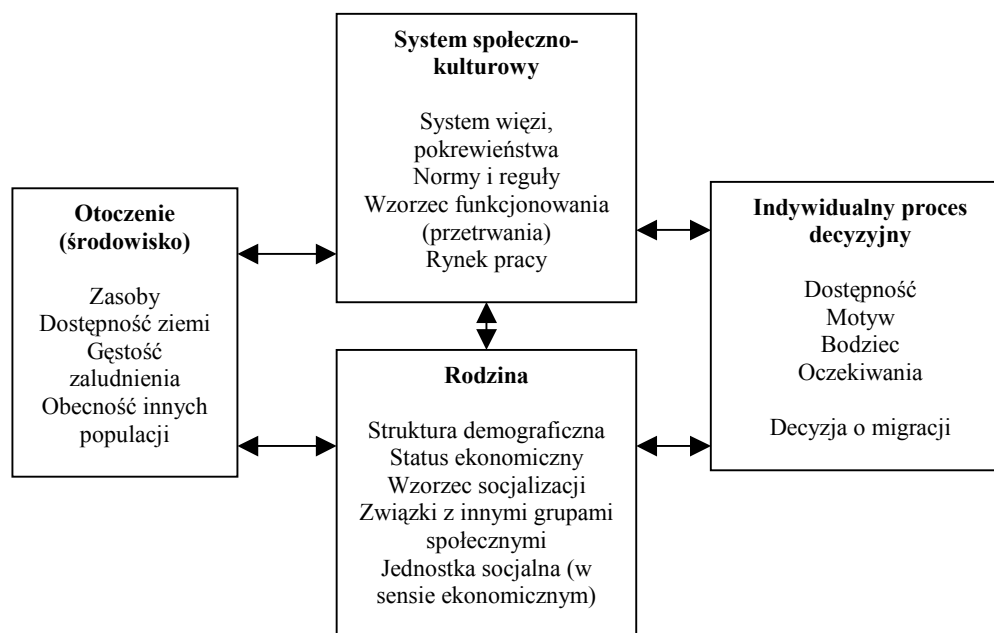 System społeczno-
kulturowy
System więzi,
pokrewieństwa
Normy i reguły
Wzorzec funkcjonowania
(przetrwania)
Rynek pracy
Otoczenie
(środowisko)
Zasoby
Dostępność ziemi
Gęstość
zaludnienia
Obecność innych
populacji
Indywidualny proces
decyzyjny
Dostępność
Motyw
Bodziec
Oczekiwania
Decyzja o migracji
Rodzina
Struktura demograficzna
Status ekonomiczny
Wzorzec socjalizacji
Związki z innymi grupami
społecznymi
Jednostka socjalna (w
sensie ekonomicznym)